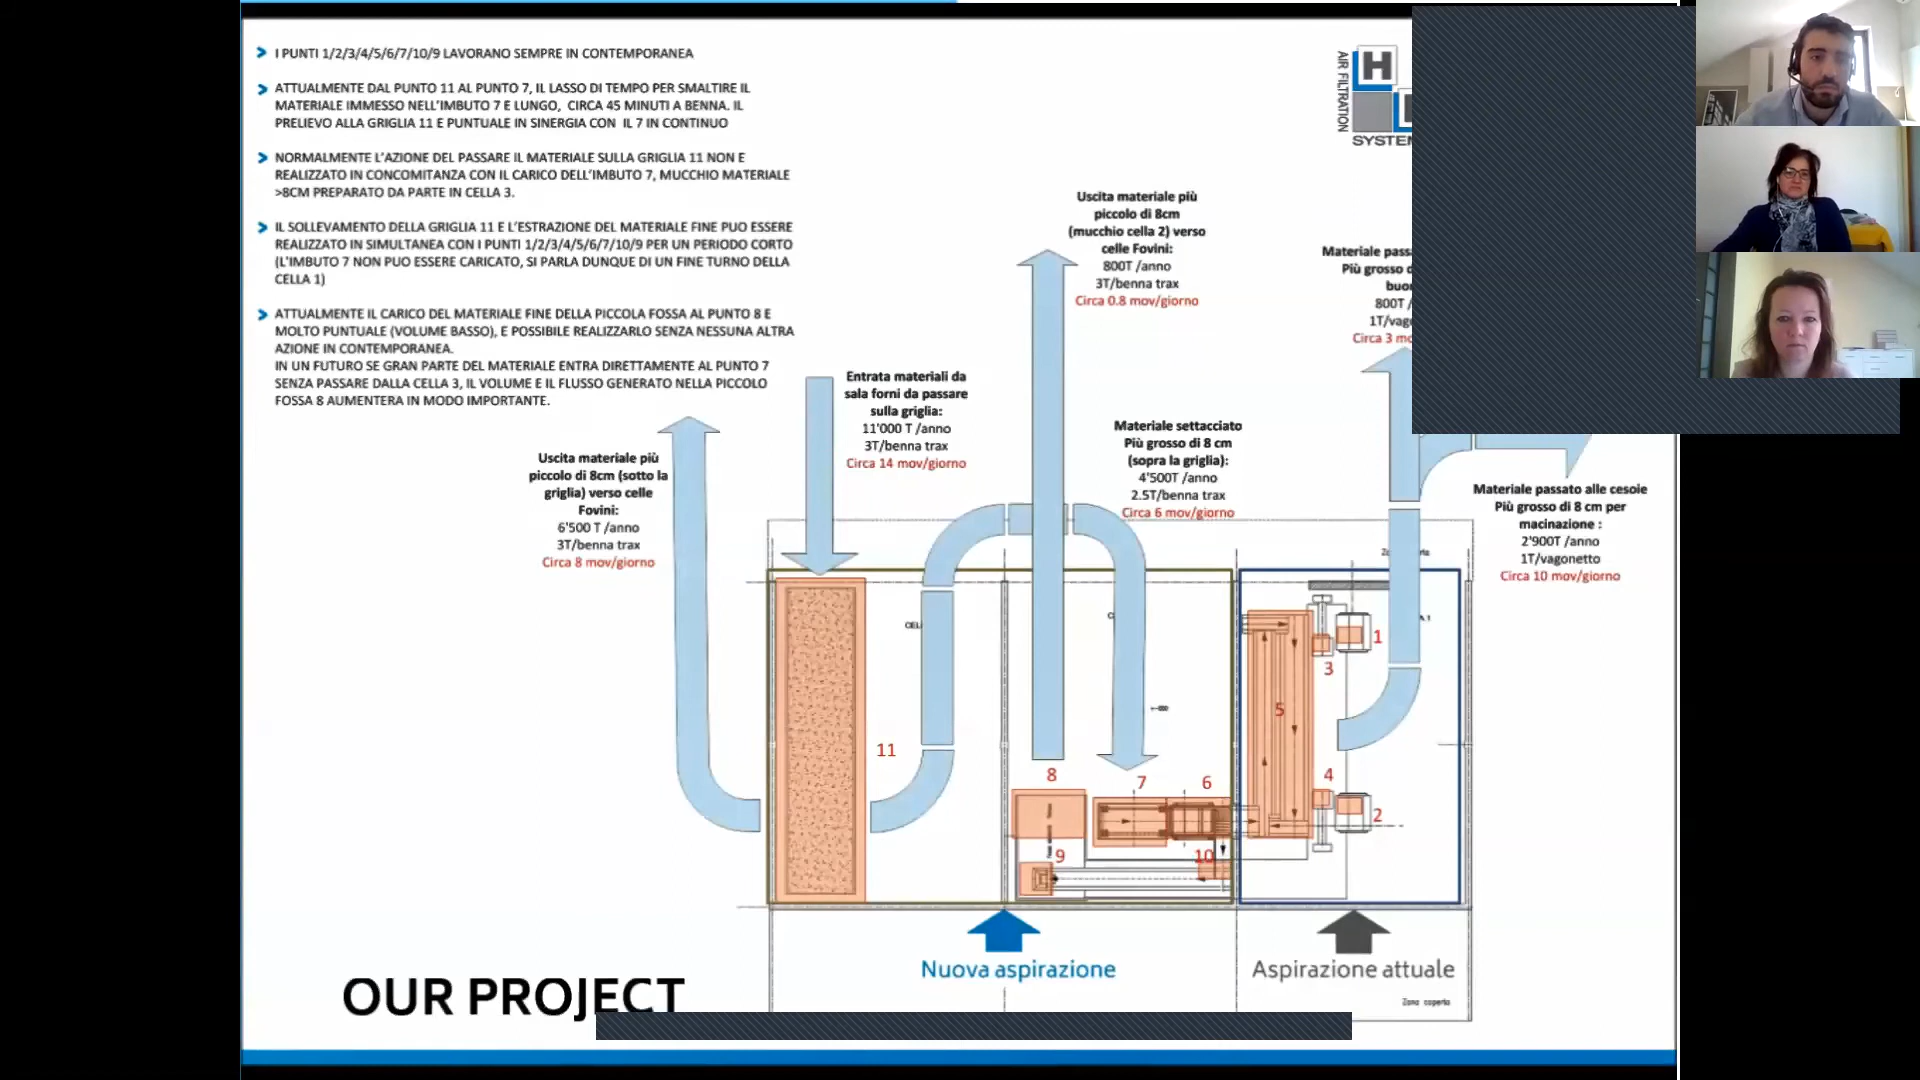 I PUNTI 1/2/3/4/5/6/7/10/9 LAVORANO SEMPRE IN CONTEMPORANEA
ATTUALMENTE DAL PUNTO 11 AL PUNTO 7, IL LASSO DI TEMPO PER SMALTIRE IL
MATERIALE IMMESSO NELL'IMBUTO 7 E LUNGO, CIRCA 45 MINUTI A BENNA. IL
PRELIEVO ALLA GRIGLIA 11 E PUNTUALE IN SINERGIA CON IL 7 IN CONTINUO
NORMALMENTE L'AZIONE DEL PASSARE IL MATERIALE SULLA GRIGLIA 11 NON E
REALIZZATO IN CONCOMITANZA CON IL CARICO DELL'IMBUTO 7, MUCCHIO MATERIALE
>8CM PREPARATO DA PARTE IN CELLA 3.
IL SOLLEVAMENTO DELLA GRIGLIA 11 E L'ESTRAZIONE DEL MATERIALE FINE PUO ESSERE
REALIZZATO IN SIMULTANEA CON I PUNTI 1/2/3/4/5/6/7/10/9 PER UN PERIODO CORTO
(L'IMBUTO 7 NON PUO ESSERE CARICATO, SI PARLA DUNQUE DI UN FINE TURNO DELLA
CELLA 1)
ATTUALMENTE IL CARICO DEL MATERIALE FINE DELLA PICCOLA FOSSA AL PUNTO 8 E
MOLTO PUNTUALE (VOLUME BASSO), E POSSIBILE REALIZZARLO SENZA NESSUNA ALTRA
AZIONE IN CONTEMPORANEA.
IN UN FUTURO SE GRAN PARTE DEL MATERIALE ENTRA DIRETTAMENTE AL PUNTO 7
SENZA PASSARE DALLA CELLA 3, IL VOLUME E IL FLUSSO GENERATO NELLA PICCOLO
FOSSA 8 AUMENTERA IN MODO IMPORTANTE.
AIR FILTRATION
H
SYSTEM
Uscita materiale più
piccolo di 8cm
(mucchio cella 2) verso
celle Fovini:
800T /anno
3T/benna trax
Circa 0.8 mov/giorno
Materiale pass
Più grosso d
buo
800T /
1T/vag
Circa 3 mo
Entrata materiali da
sala forni da passare
sulla griglia:
11'000 T /anno
3T/benna trax
Circa 14 mov/giorno
Materiale settacciato
Più grosso di 8 cm
(sopra la griglia):
4'500T /anno
2.5T/benna trax
Circa 6 mov/giorno
Uscita materiale più
piccolo di 8cm (sotto la
griglia) verso celle
Fovini:
6'500 T /anno
3T/benna trax
Circa 8 mov/giorno
Materiale passato alle cesoie
Più grosso di 8 cm per
macinazione :
2'900T /anno
1T/vagonetto
Circa 10 mov/giorno
CEL
1
3
5
11
8
7
6
4
2
9
10
Nuova aspirazione
Aspirazione attuale
Zona coperta
OUR PROJECT